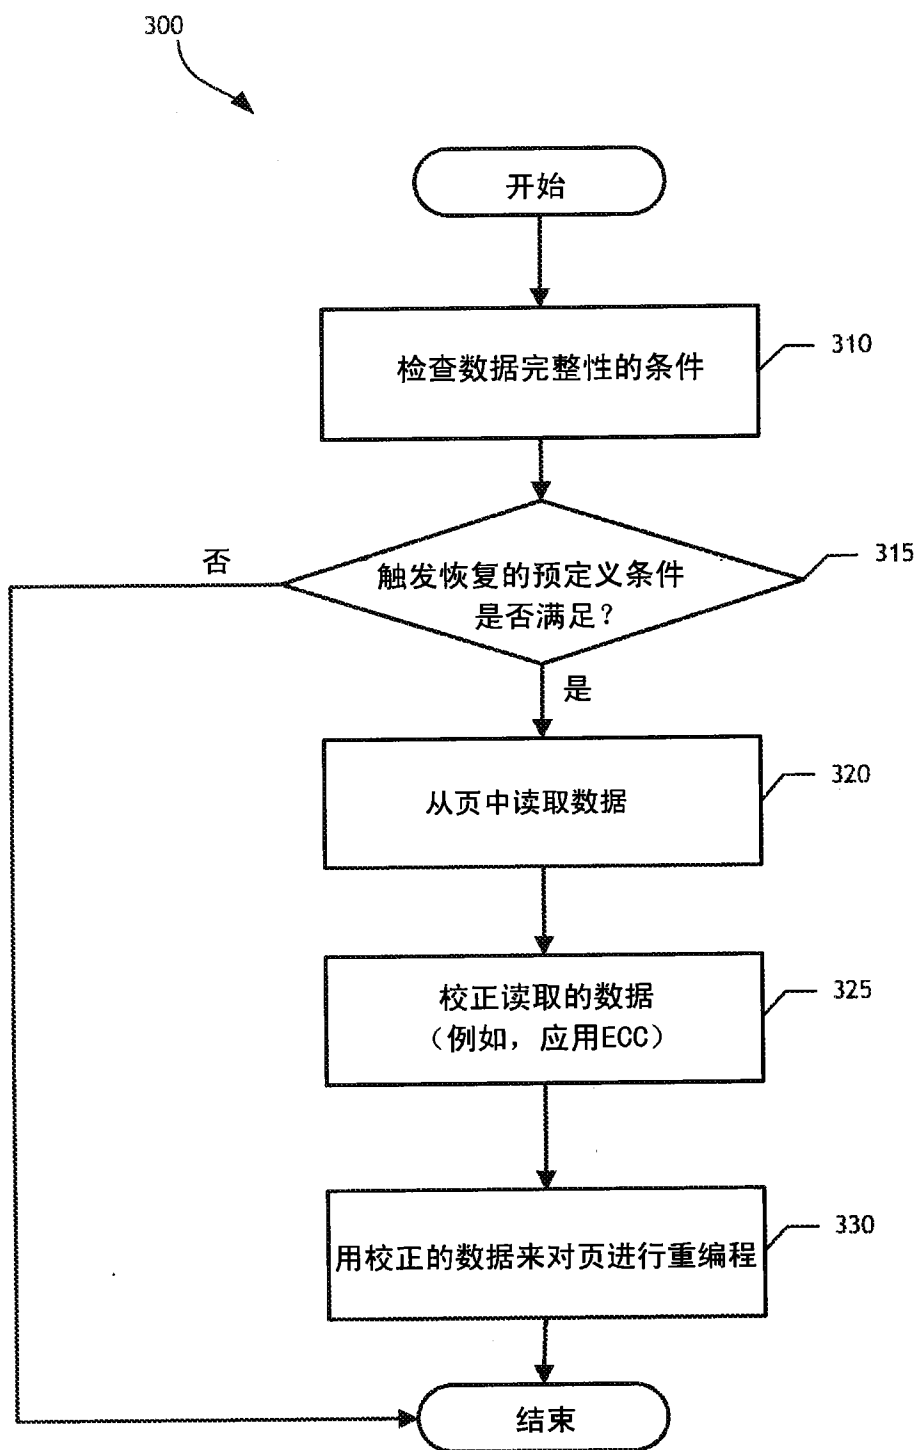 300
开始
检查数据完整性的条件
310
触发恢复的预定义条件
是否满足？
315
否
是
从页中读取数据
320
校正读取的数据
（例如，应用ECC）
325
用校正的数据来对页进行重编程
330
结束